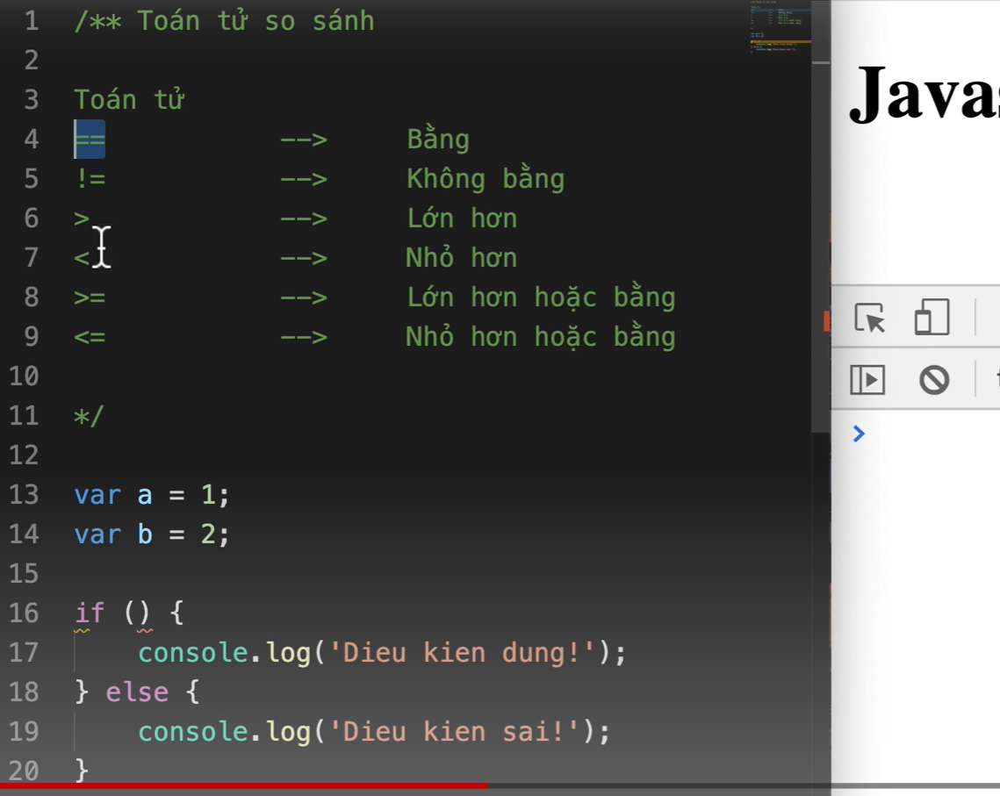 1 /** Toán tử so sánh
2
3 Toán tử
4 == --> Bằng
5 != --> Không bằng
6 > --> Lớn hơn
7 < --> Nhỏ hơn
8 >= --> Lớn hơn hoặc bằng
9 <= --> Nhỏ hơn hoặc bằng
10
11 */
12
13 var a = 1;
14 var b = 2;
15
16 if () {
17 console.log('Dieu kien dung!');
18 } else {
19 console.log('Dieu kien sai!');
20 }
Javas